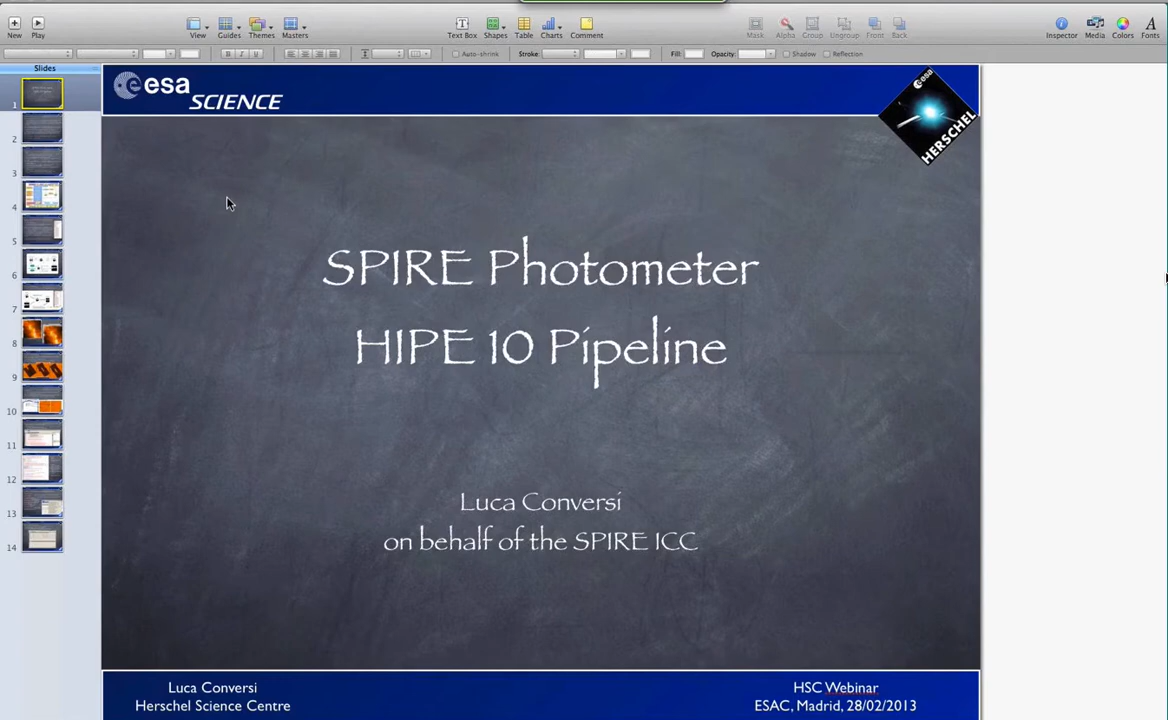 New Play View Guides Themes Masters Text Box Shapes Table Charts Comment Mask Alpha Group Ungroup Front Back Inspector Media Colors Fonts
B I U Auto-shrink Stroke: Fill: Opacity: Shadow Reflection
Slides
1
2
3
4
5
6
7
8
9
10
11
12
13
14
esa
SCIENCE
esa
HERSCHEL
SPIRE Photometer
HIPE 10 Pipeline
Luca Conversi
on behalf of the SPIRE ICC
Luca Conversi
Herschel Science Centre
HSC Webinar
ESAC, Madrid, 28/02/2013